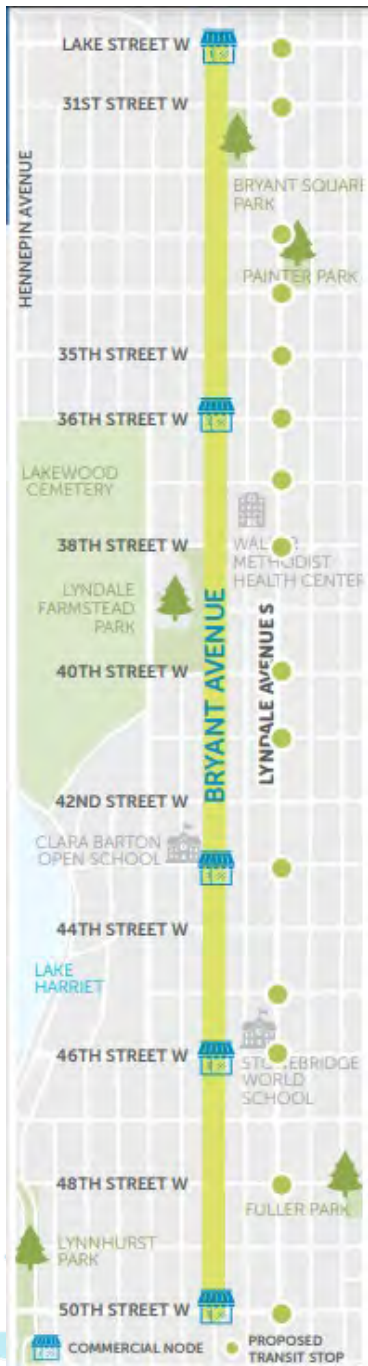 LAKE STREET W
31ST STREET W
HENNEPIN AVENUE
BRYANT SQUARE
PARK
PAINTER PARK
35TH STREET W
36TH STREET W
LAKEWOOD
CEMETERY
38TH STREET W
METHODIST
HEALTH CENTER
LYNDALE
FARMSTEAD
PARK
BRYANT AVENUE
LYNDALE AVENUE S
40TH STREET W
42ND STREET W
CLARA BARTON
OPEN SCHOOL
44TH STREET W
LAKE
HARRIET
46TH STREET W
WORLD
SCHOOL
48TH STREET W
FULLER PARK
LYNNHURST
PARK
50TH STREET W
COMMERCIAL NODE
PROPOSED
TRANSIT STOP